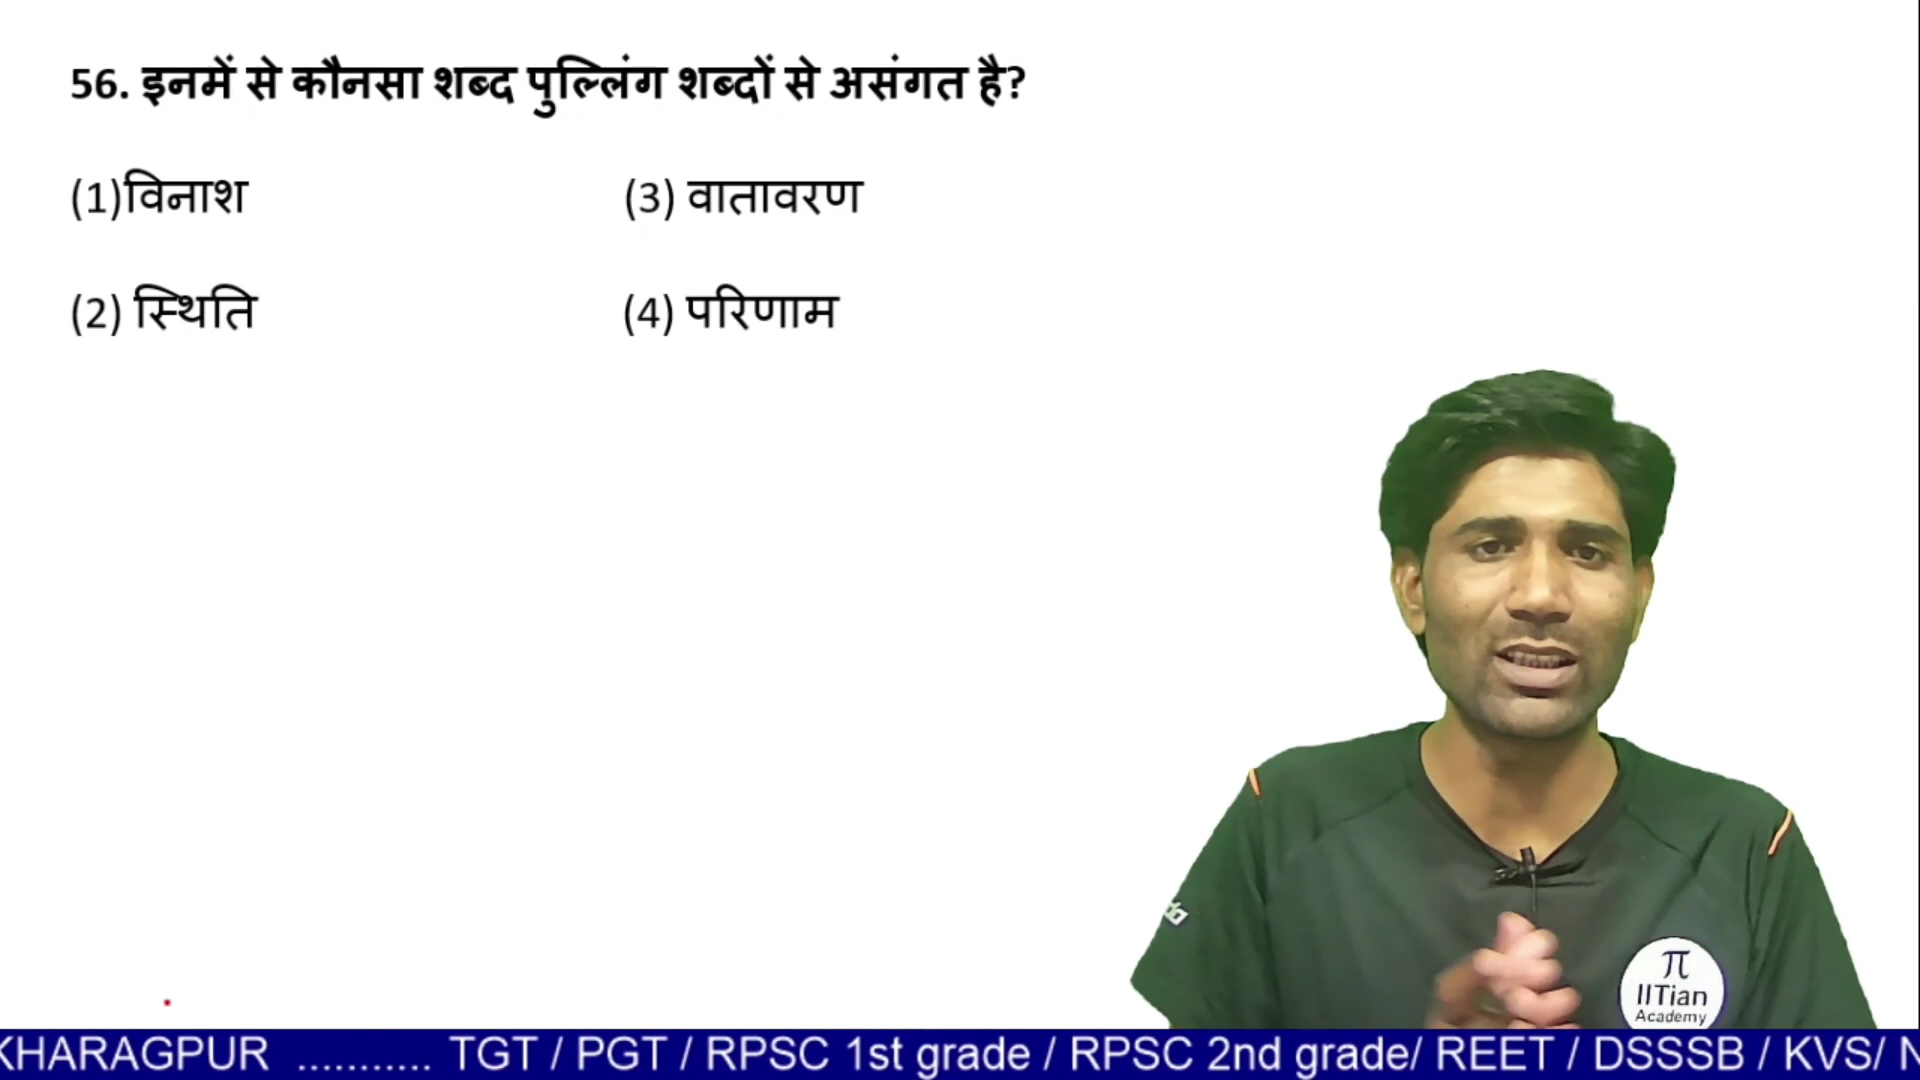 56. इनमें से कौनसा शब्द पुल्लिंग शब्दों से असंगत है?
(1)विनाश
(3) वातावरण
(2) स्थिति
(4) परिणाम
π
IITian
Academy
KHARAGPUR ........... TGT / PGT / RPSC 1st grade / RPSC 2nd grade/ REET / DSSSB / KVS/